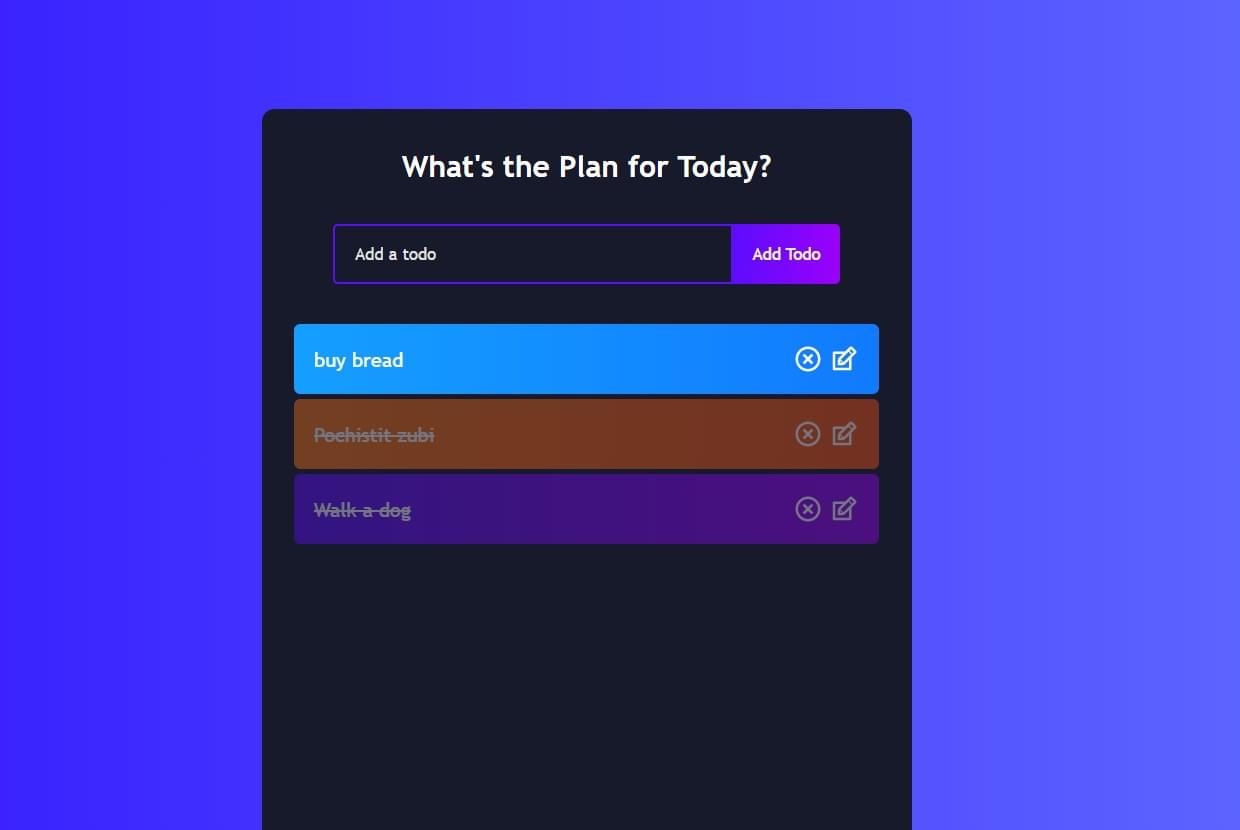 What's the Plan for Today?
Add a todo
Add Todo
buy bread
Pochistit zubi
Walk a dog